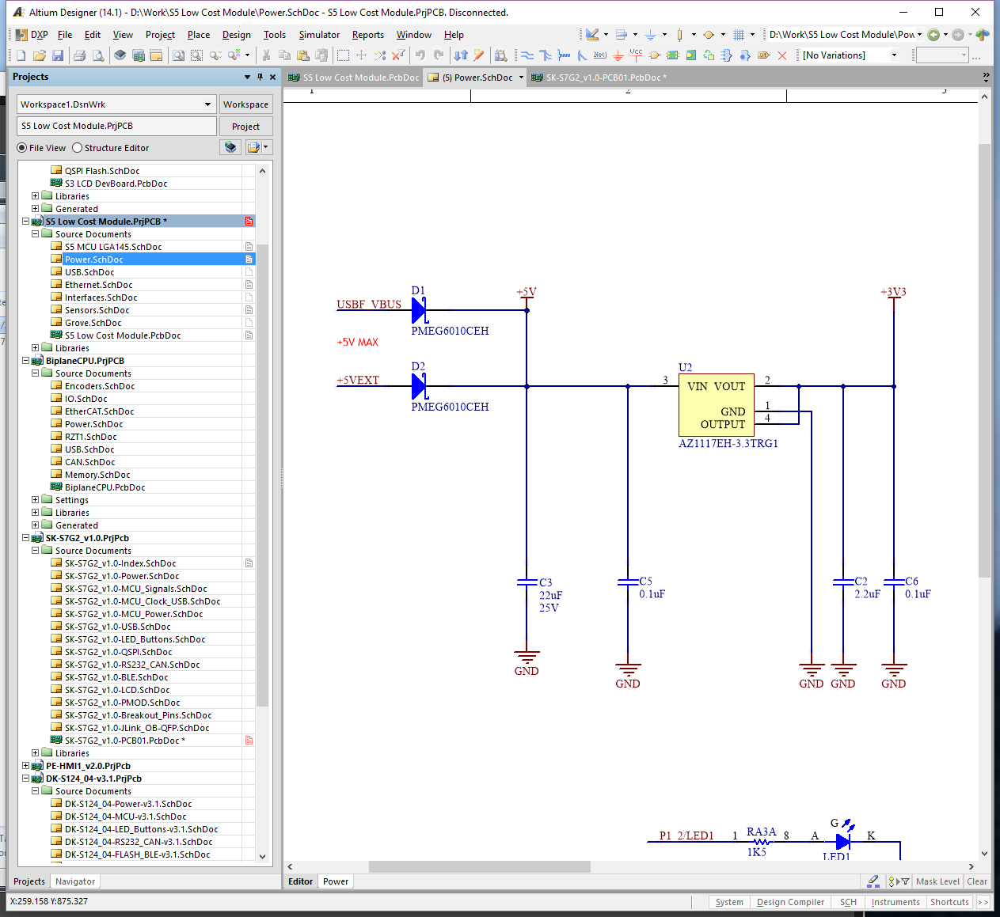 Altium Designer (14.1) - D:\Work\S5 Low Cost Module\Power.SchDoc - S5 Low Cost Module.PrjPCB. Disconnected.
DXP File Edit View Project Place Design Tools Simulator Reports Window Help D:\Work\S5 Low Cost Module\Pow
Net) Vcc [No Variations] ...
Projects
S5 Low Cost Module.PcbDoc (5) Power.SchDoc SK-S7G2_v1.0-PCB01.PcbDoc *
Workspace1.DsnWrk Workspace
S5 Low Cost Module.PrjPCB Project
File View Structure Editor
QSPI Flash.SchDoc
S3 LCD DevBoard.PcbDoc
Libraries
Generated
S5 Low Cost Module.PrjPCB *
Source Documents
S5 MCU LGA145.SchDoc
Power.SchDoc
USB.SchDoc
Ethernet.SchDoc
Interfaces.SchDoc
Sensors.SchDoc
Grove.SchDoc
S5 Low Cost Module.PcbDoc
Libraries
BiplaneCPU.PrjPCB
Source Documents
Encoders.SchDoc
IO.SchDoc
EtherCAT.SchDoc
Power.SchDoc
RZT1.SchDoc
USB.SchDoc
CAN.SchDoc
Memory.SchDoc
BiplaneCPU.PcbDoc
Settings
Libraries
Generated
SK-S7G2_v1.0.PrjPcb
Source Documents
SK-S7G2_v1.0-Index.SchDoc
SK-S7G2_v1.0-Power.SchDoc
SK-S7G2_v1.0-MCU_Signals.SchDoc
SK-S7G2_v1.0-MCU_Clock_USB.SchDoc
SK-S7G2_v1.0-MCU_Power.SchDoc
SK-S7G2_v1.0-USB.SchDoc
SK-S7G2_v1.0-LED_Buttons.SchDoc
SK-S7G2_v1.0-QSPI.SchDoc
SK-S7G2_v1.0-RS232_CAN.SchDoc
SK-S7G2_v1.0-BLE.SchDoc
SK-S7G2_v1.0-LCD.SchDoc
SK-S7G2_v1.0-PMOD.SchDoc
SK-S7G2_v1.0-Breakout_Pins.SchDoc
SK-S7G2_v1.0-JLink_OB-QFP.SchDoc
SK-S7G2_v1.0-PCB01.PcbDoc *
Libraries
PE-HMI1_v2.0.PrjPcb
DK-S124_04-v3.1.PrjPcb
Source Documents
DK-S124_04-Power-v3.1.SchDoc
DK-S124_04-MCU-v3.1.SchDoc
DK-S124_04-LED_Buttons-v3.1.SchDoc
DK-S124_04-RS232_CAN-v3.1.SchDoc
DK-S124_04-FLASH_BLE-v3.1.SchDoc
Projects Navigator
1 2 3
D1 +5V +3V3
USBF_VBUS
PMEG6010CEH
+5V MAX
D2 U2
+5VEXT 3 VIN VOUT 2
PMEG6010CEH GND 1
OUTPUT 4
AZ1117EH-3.3TRG1
C3 C5 C2 C6
22uF 0.1uF 2.2uF 0.1uF
25V
GND GND GND GND GND
G
P1_2/LED1 1 RA3A 8 A K
1K5 LED1
Editor Power Mask Level Clear
X:259.158 Y:875.327 System Design Compiler SCH Instruments Shortcuts >>